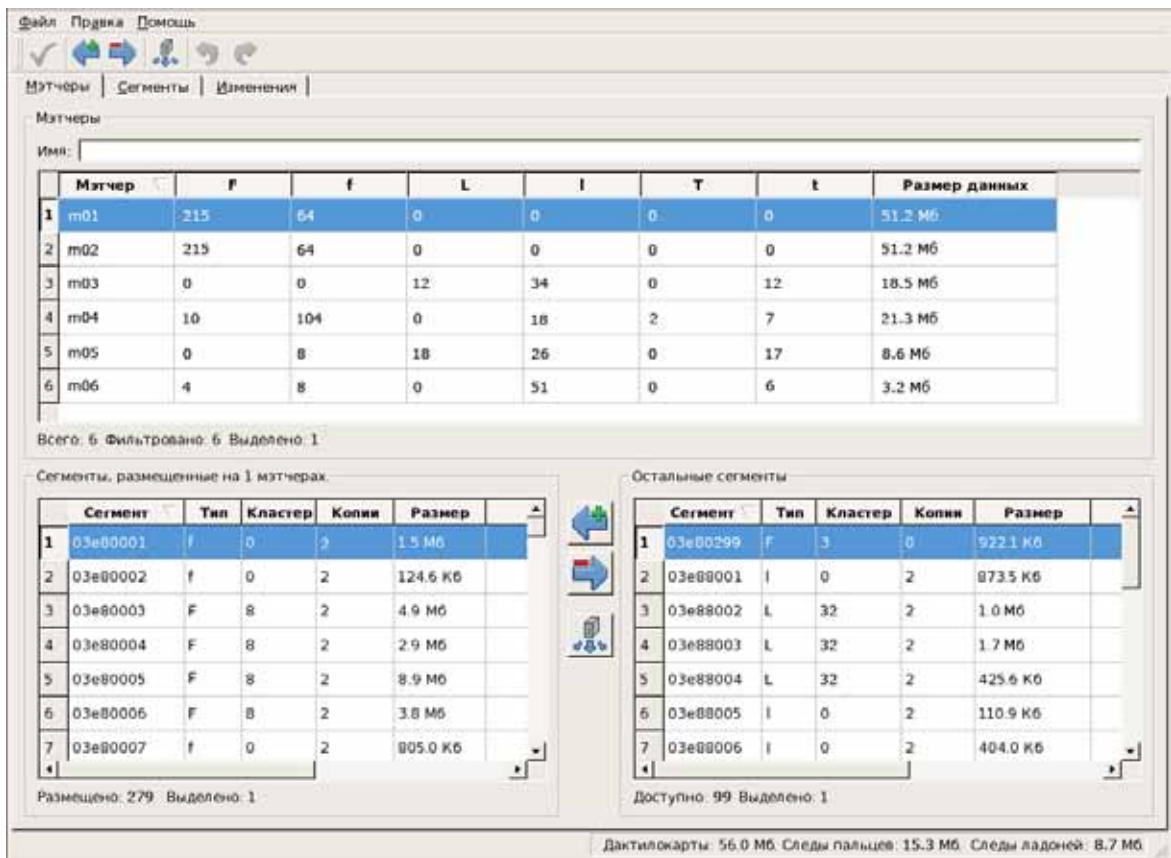 Файл Правка Помощь
Мэтчеры Сегменты Изменения
Мэтчеры
Имя:
Мэтчер F f L l T t Размер данных
1 m01 215 64 0 0 0 0 51.2 Мб
2 m02 215 64 0 0 0 0 51.2 Мб
3 m03 0 0 12 34 0 12 18.5 Мб
4 m04 10 104 0 18 2 7 21.3 Мб
5 m05 0 8 18 26 0 17 8.6 Мб
6 m06 4 8 0 51 0 6 3.2 Мб
Всего: 6 Фильтровано: 6 Выделено: 1
Сегменты, размещенные на 1 мэтчерах.
Сегмент Тип Кластер Копии Размер
1 03e80001 f 0 2 1.5 Мб
2 03e80002 f 0 2 124.6 Кб
3 03e80003 F 8 2 4.9 Мб
4 03e80004 F 8 2 2.9 Мб
5 03e80005 F 8 2 8.9 Мб
6 03e80006 F 8 2 3.8 Мб
7 03e80007 f 0 2 805.0 Кб
Размещено: 279 Выделено: 1
Остальные сегменты
Сегмент Тип Кластер Копии Размер
1 03e80299 F 3 0 922.1 Кб
2 03e88001 l 0 2 873.5 Кб
3 03e88002 L 32 2 1.0 Мб
4 03e88003 L 32 2 1.7 Мб
5 03e88004 L 32 2 425.6 Кб
6 03e88005 l 0 2 110.9 Кб
7 03e88006 l 0 2 404.0 Кб
Доступно: 99 Выделено: 1
Дактилокарты: 56.0 Мб Следы пальцев: 15.3 Мб Следы ладоней: 8.7 Мб